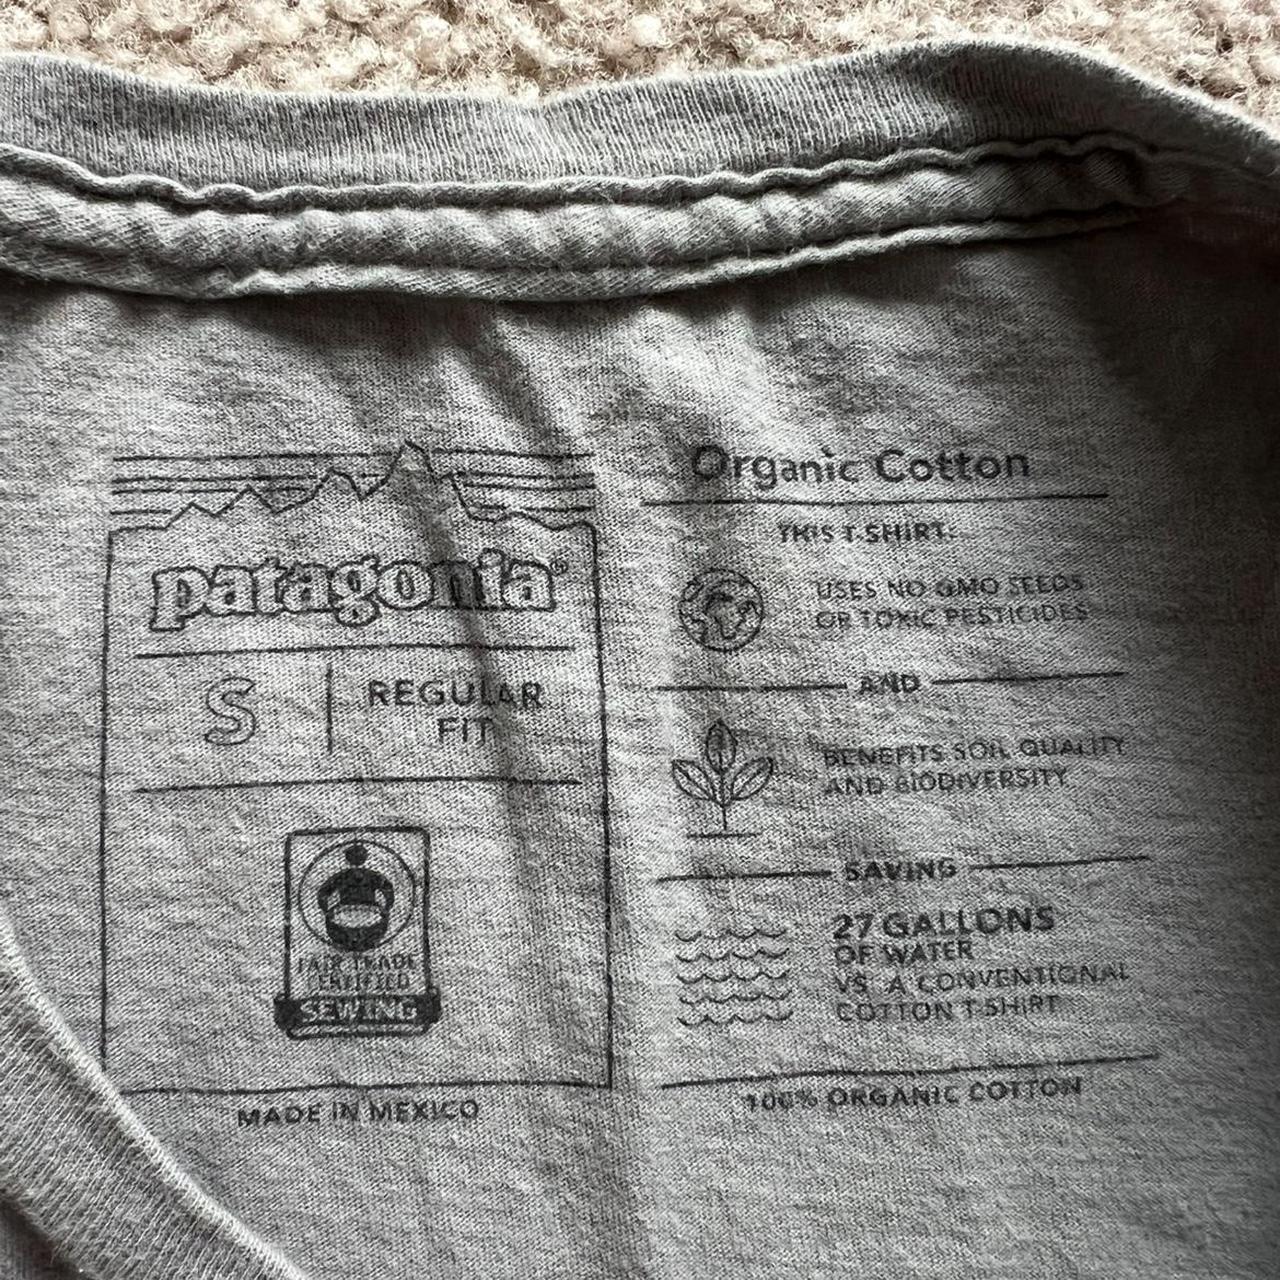 patagonia®
S
REGULAR
FIT
FAIR TRADE
CERTIFIED
SEWING
MADE IN MEXICO
Organic Cotton
THIS T-SHIRT:
USES NO GMO SEEDS
OR TOXIC PESTICIDES
AND
BENEFITS SOIL QUALITY
AND BIODIVERSITY
SAVING
27 GALLONS
OF WATER
VS. A CONVENTIONAL
COTTON T-SHIRT
100% ORGANIC COTTON